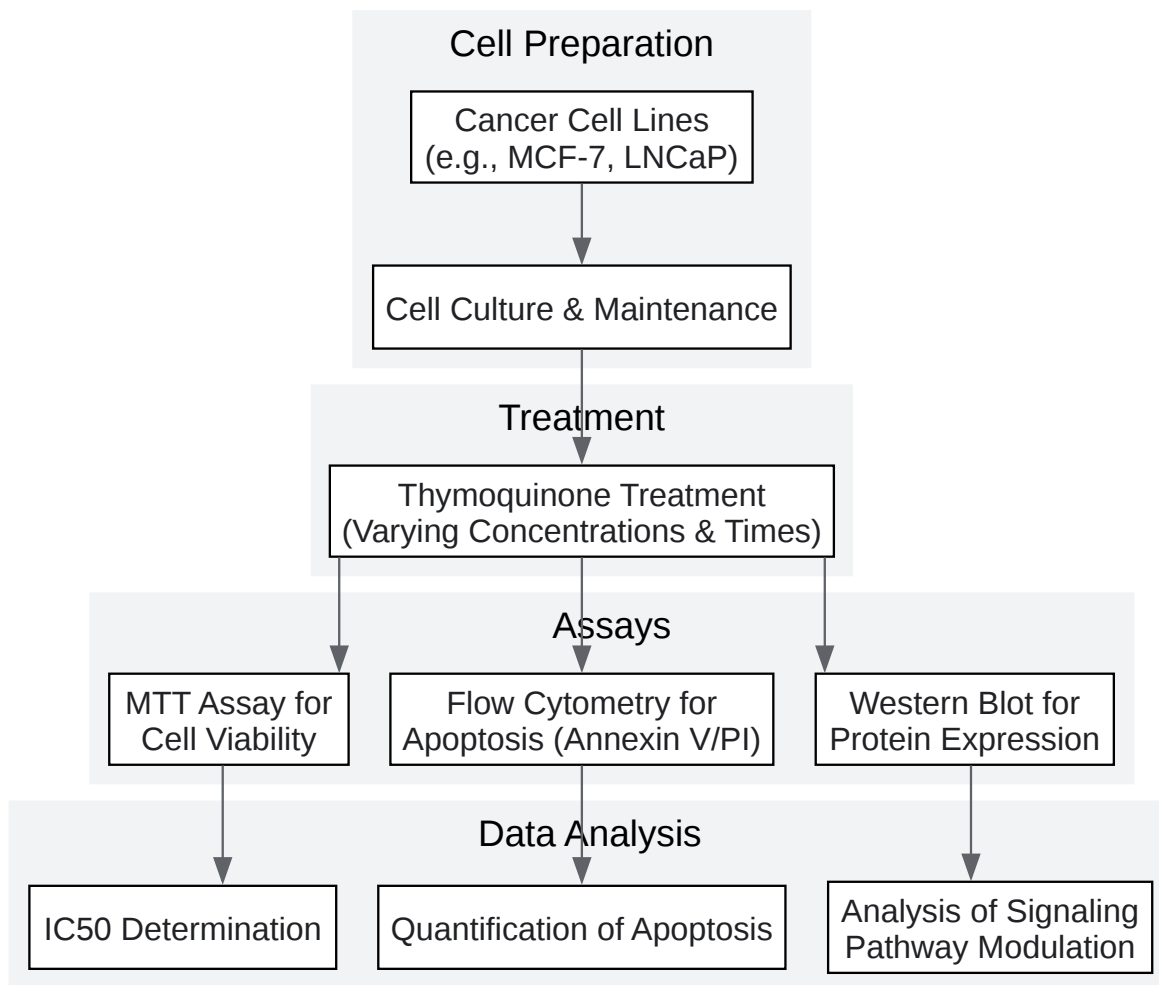 Cell Preparation
Cancer Cell Lines
(e.g., MCF-7, LNCaP)
Cell Culture & Maintenance
Treatment
Thymoquinone Treatment
(Varying Concentrations & Times)
Assays
MTT Assay for
Cell Viability
Flow Cytometry for
Apoptosis (Annexin V/PI)
Western Blot for
Protein Expression
Data Analysis
IC50 Determination
Quantification of Apoptosis
Analysis of Signaling
Pathway Modulation